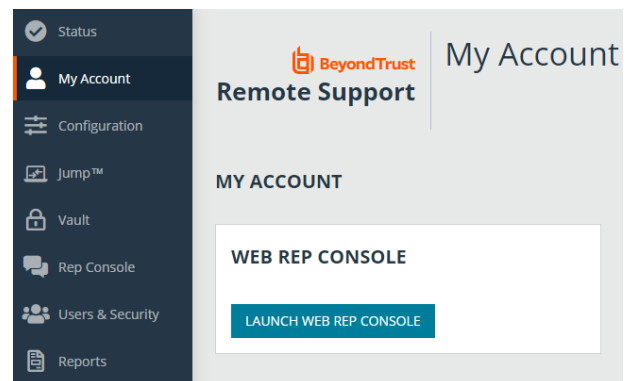 Status
My Account
Configuration
Jump™
Vault
Rep Console
Users & Security
Reports
BeyondTrust
Remote Support
My Account
MY ACCOUNT
WEB REP CONSOLE
LAUNCH WEB REP CONSOLE